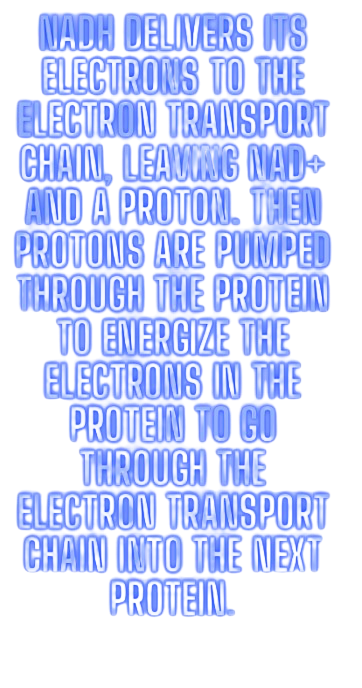 NADH DELIVERS ITS
ELECTRONS TO THE
ELECTRON TRANSPORT
CHAIN, LEAVING NAD+
AND A PROTON. THEN
PROTONS ARE PUMPED
THROUGH THE PROTEIN
TO ENERGIZE THE
ELECTRONS IN THE
PROTEIN TO GO
THROUGH THE
ELECTRON TRANSPORT
CHAIN INTO THE NEXT
PROTEIN.